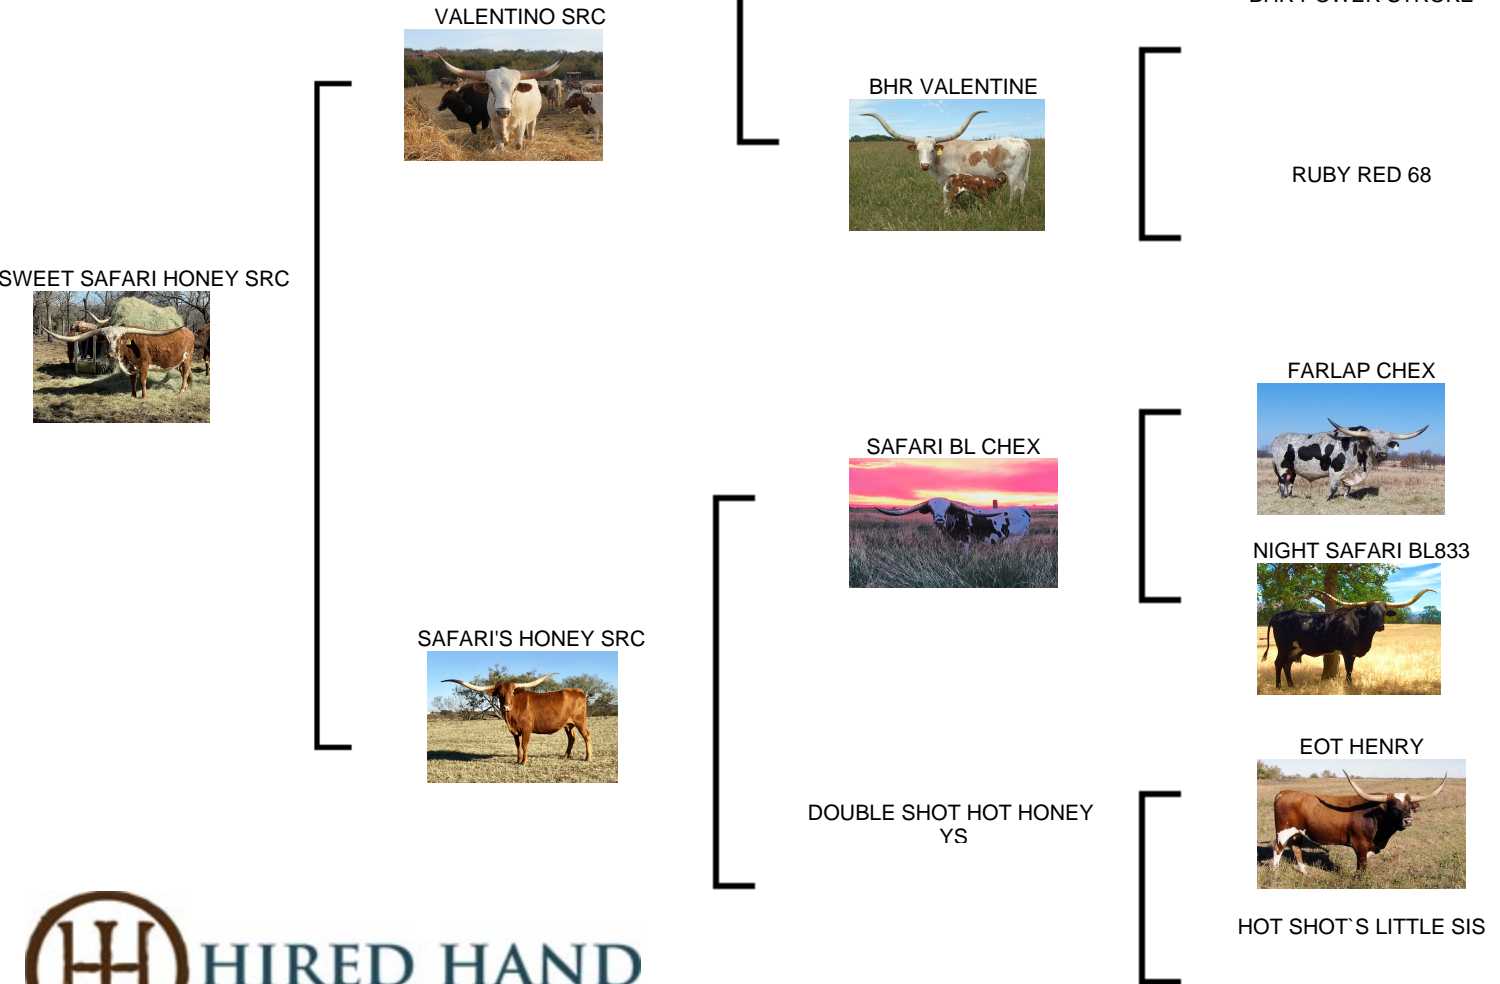 VALENTINO SRC
BHR VALENTINE
RUBY RED 68
SWEET SAFARI HONEY SRC
FARLAP CHEX
SAFARI BL CHEX
NIGHT SAFARI BL833
SAFARI'S HONEY SRC
EOT HENRY
DOUBLE SHOT HOT HONEY
YS
HOT SHOT`S LITTLE SIS
HIRED HAND